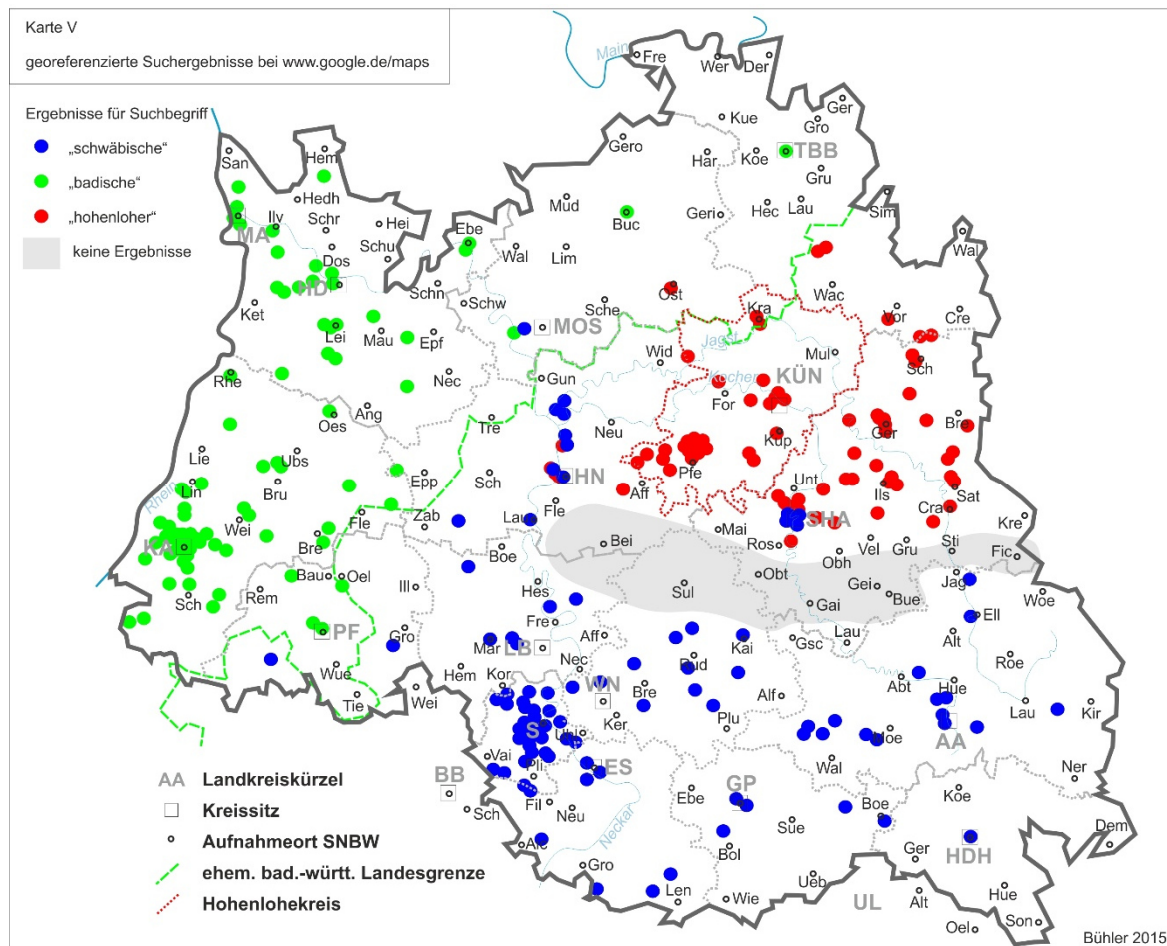 Karte V
georeferenzierte Suchergebnisse bei www.google.de/maps
Ergebnisse für Suchbegriff
„schwäbische“
„badische“
„hohenloher“
keine Ergebnisse
Main
Fre
Wer
Der
Ger
Kue
Gro
Gero
Har
Koe
TBB
Gru
San
Hem
Hedh
Mud
Buc
Geri
Hec
Lau
Sim
MA
Ilv
Schr
Hei
Schu
Ebe
Wal
Lim
Wal
Dos
HD
Schn
Schw
Sche
Ost
Wac
Ket
Kra
Vor
Cre
Lei
Mau
Epf
MOS
Jagst
Wid
Mul
Sch
Rhe
Nec
Gun
Kocher
KÜN
For
Oes
Ang
Tre
Neu
Kup
Ger
Bre
Lie
Ubs
Pfe
Rhein
Lin
Bru
Epp
Sch
HN
Aff
Unt
Ils
Sat
Wei
Fle
Zab
Lau
Fle
SHA
Cra
Kre
KA
Bre
Boe
Bei
Mai
Ros
Vel
Gru
Sti
Fic
Obh
Sch
Rem
Bau
Oel
Ill
Hes
Sul
Obt
Gei
Bue
Jag
Woe
Gai
PF
Gro
Fre
Ell
Mar
LB
Aff
Kai
Gsc
Lau
Alt
Roe
Wue
Hem
Nec
Rud
Tie
Wei
Kor
WN
Bre
Alf
Abt
Hue
Lau
Kir
Ker
Plu
S
Uhi
Moe
AA
Vai
Pli
ES
Wal
Ner
BB
GP
Koe
Sch
Fil
Neu
Ebe
Sue
Boe
Dem
Neckar
Aic
Bol
HDH
Gro
Ger
Len
Wie
Ueb
UL
Alt
Hue
Oel
Son
AA Landkreiskürzel
Kreissitz
Aufnahmeort SNBW
ehem. bad.-württ. Landesgrenze
Hohenlohekreis
Bühler 2015